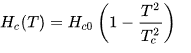 $H_c(T) = H_{c0} \left( 1 - \frac{T^2}{T_c^2} \right)$